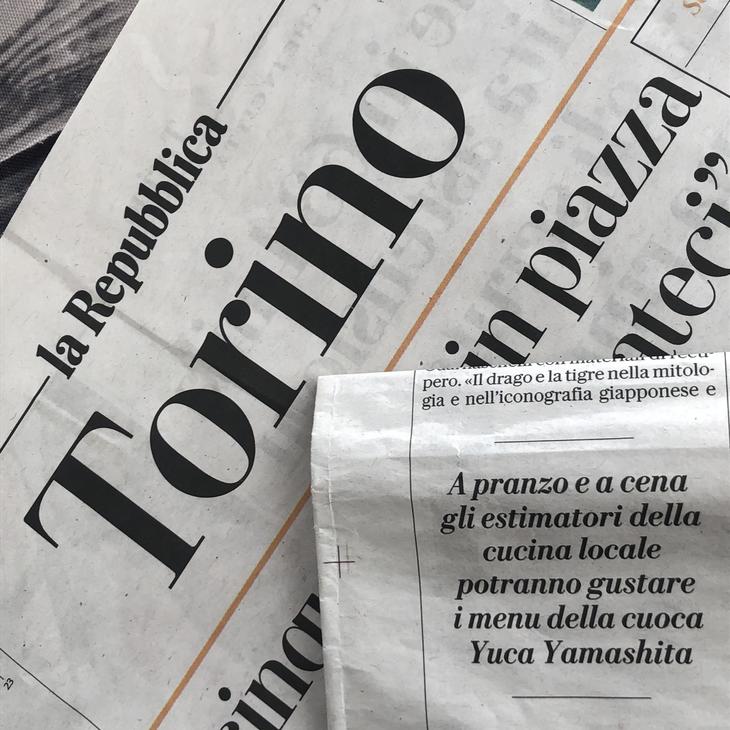 la Repubblica
Torino
in piazza
pero. «Il drago e la tigre nella mitolo-
gia e nell'iconografia giapponese e
A pranzo e a cena
gli estimatori della
cucina locale
potranno gustare
i menu della cuoca
Yuca Yamashita
23